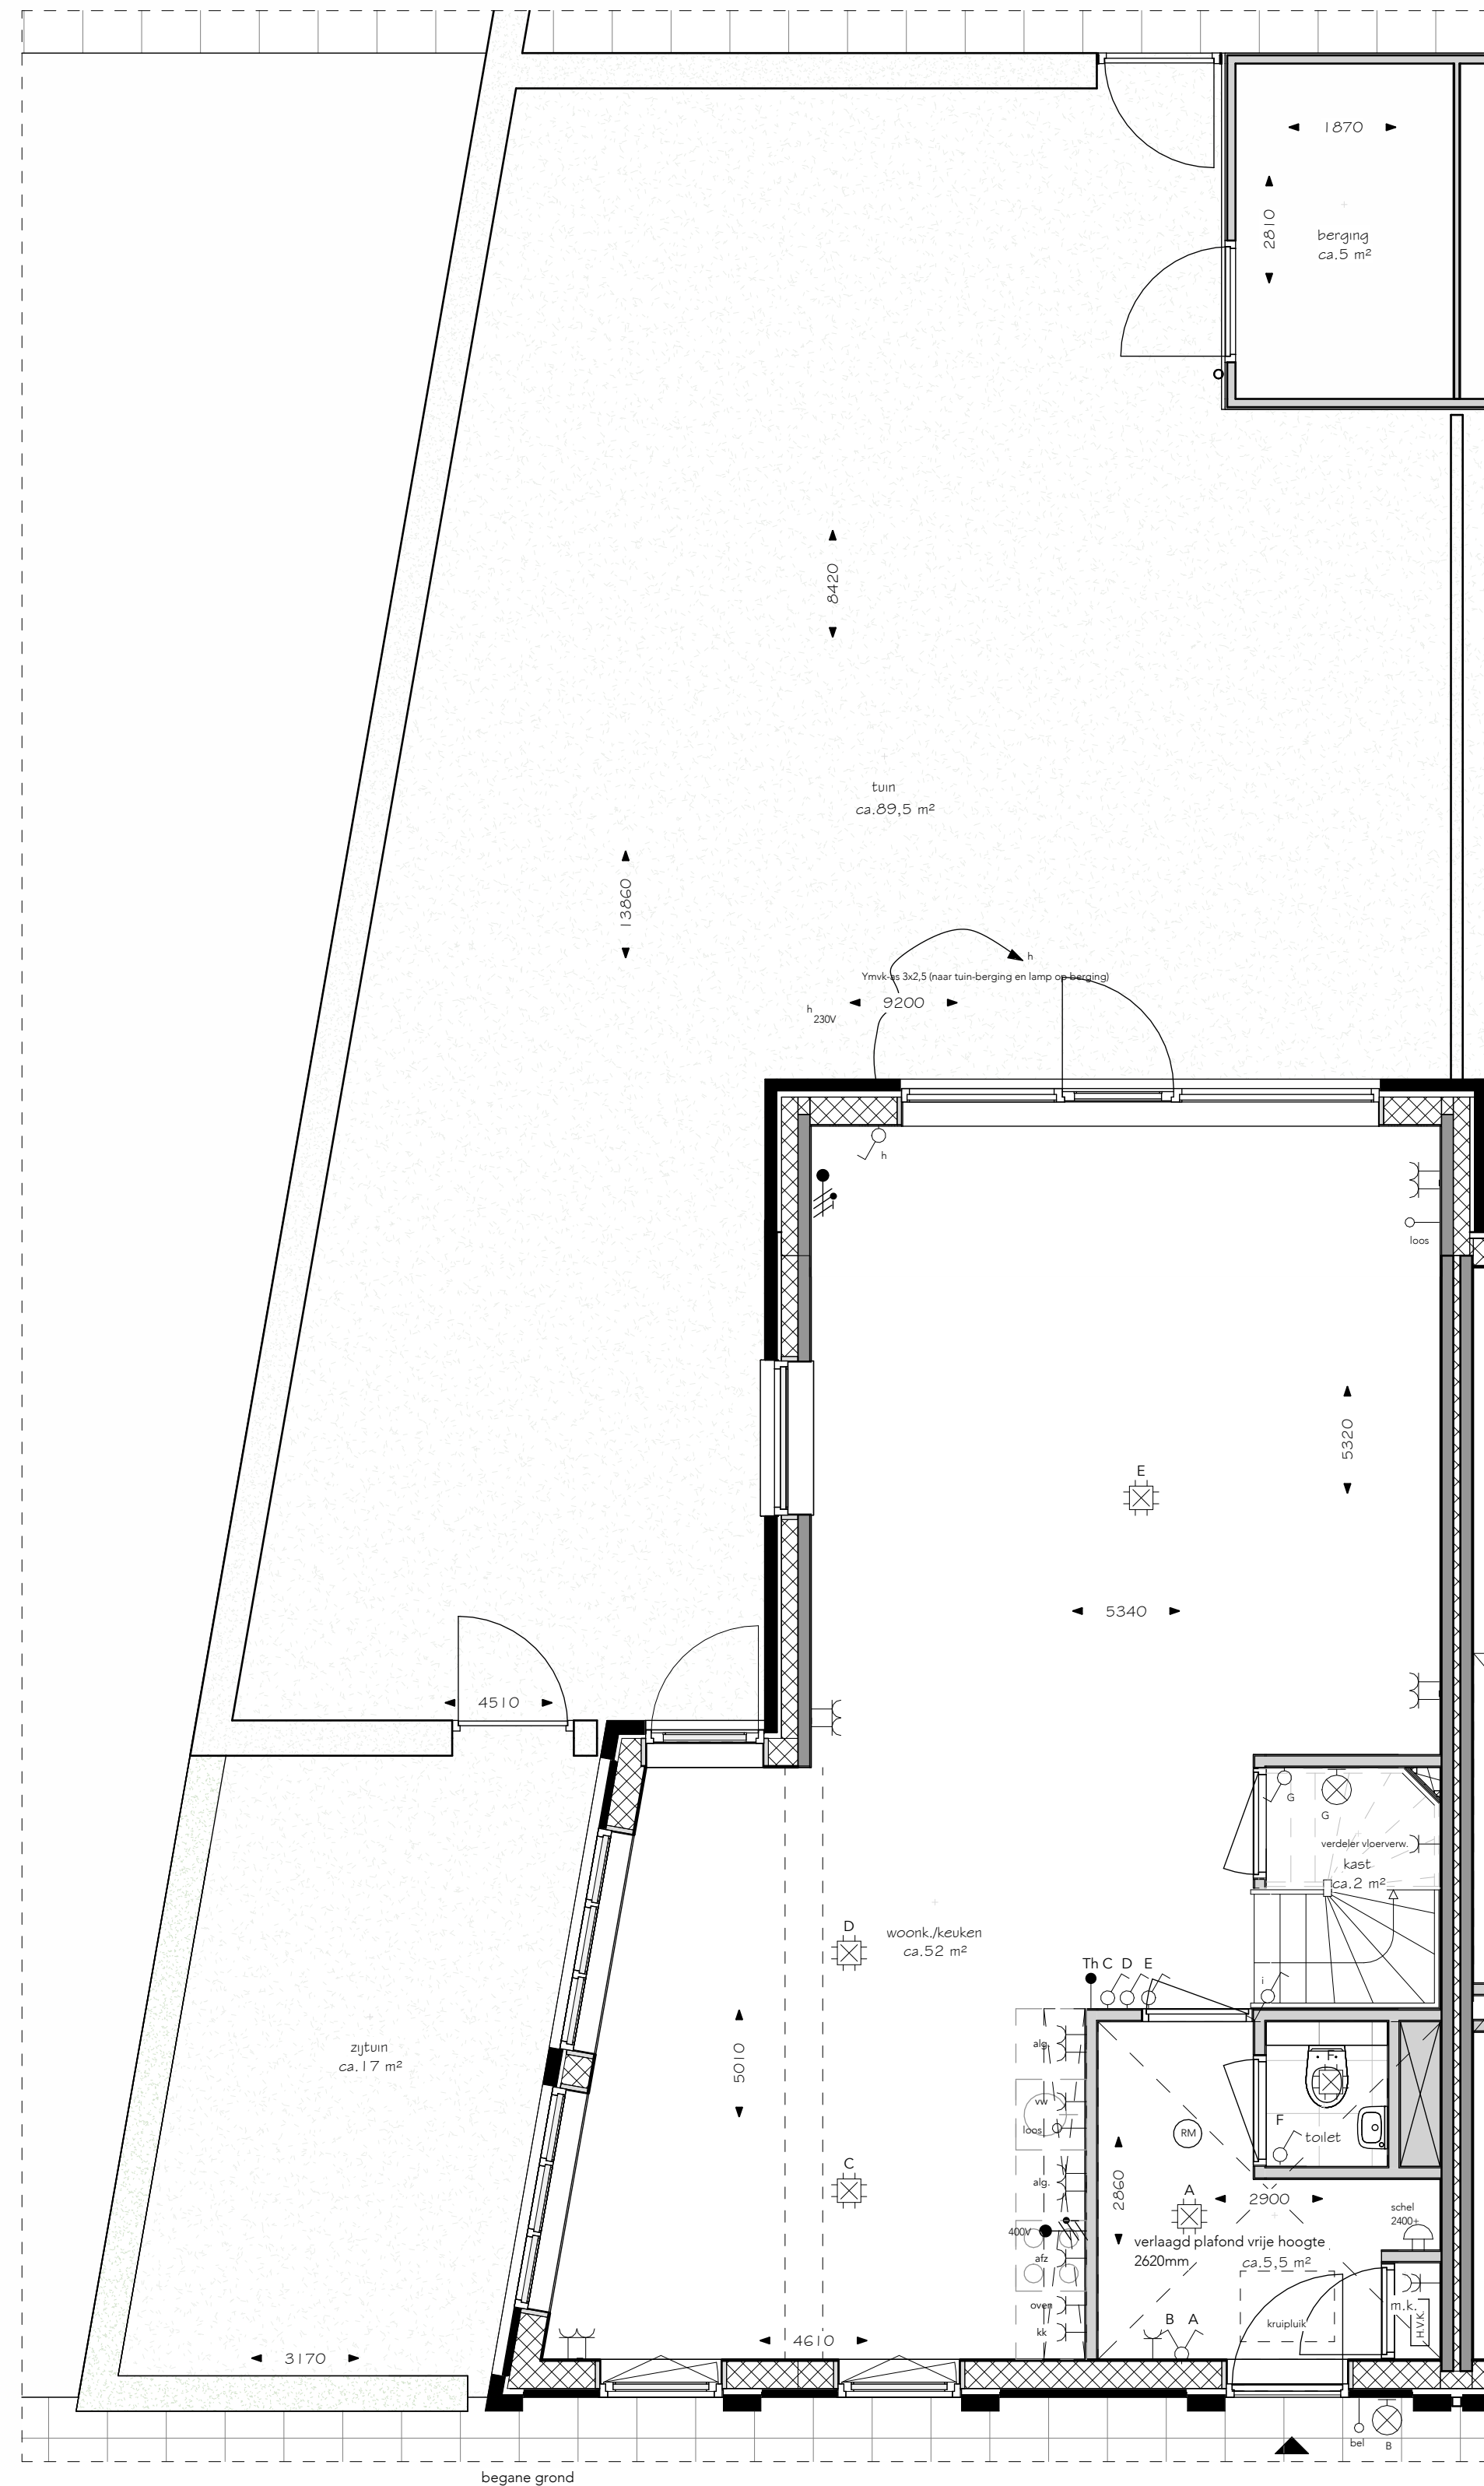 1870
2810
berging
ca.5 m²
8420
tuin
ca.89,5 m²
13860
h
Ymvk-as 3x2,5 (naar tuin-berging en lamp op berging)
9200
h
230V
h
loos
5320
E
5340
4510
G
G
verdeler vloerverw.
kast
ca.2 m²
D
woonk./keuken
ca.52 m²
Th C D E
i
zijtuin
ca.17 m²
5010
alg.
vw
loos
F
F
toilet
RM
C
alg.
2860
A
2900
schel
2400+
400V
verlaagd plafond vrije hoogte
2620mm
ca.5,5 m²
afz
oven
kk
kruipluik
m.k.
H.V.K.
B A
4610
3170
bel
B
begane grond